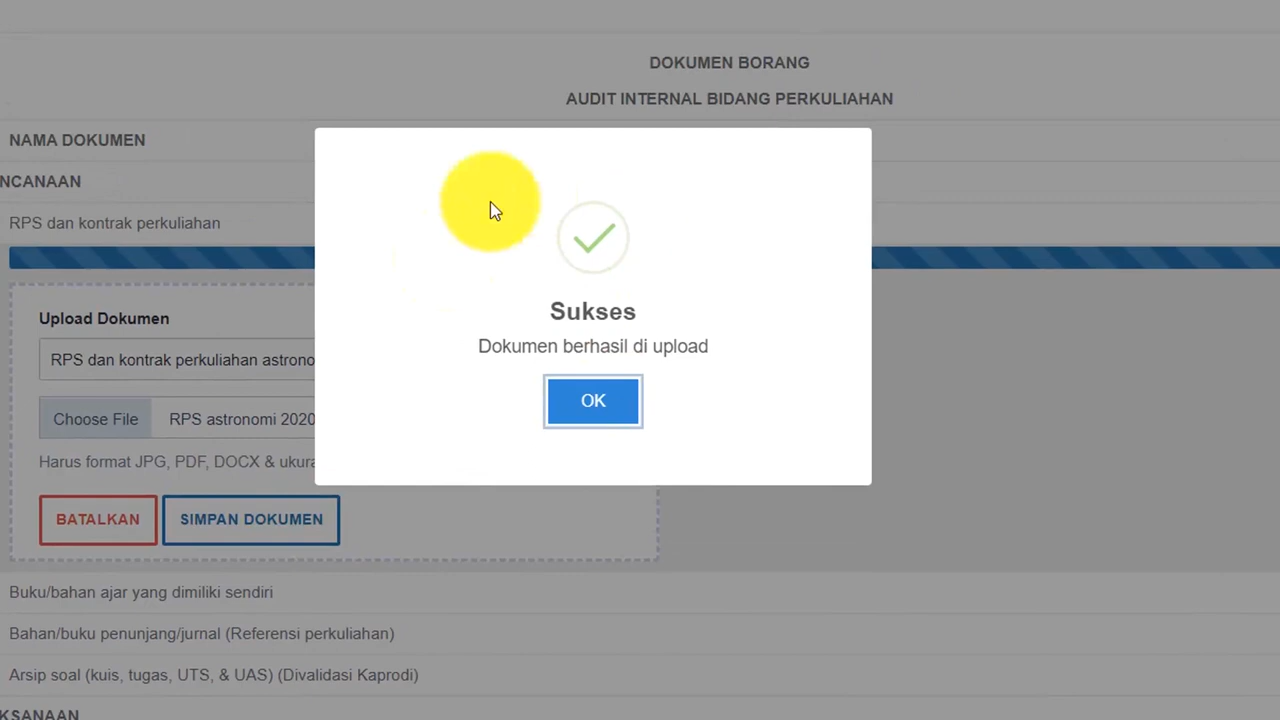 DOKUMEN BORANG
AUDIT INTERNAL BIDANG PERKULIAHAN
NAMA DOKUMEN
NCANAAN
RPS dan kontrak perkuliahan
Sukses
Dokumen berhasil di upload
OK
Upload Dokumen
RPS dan kontrak perkuliahan astrono
Choose File
RPS astronomi 2020
Harus format JPG, PDF, DOCX & ukura
BATALKAN
SIMPAN DOKUMEN
Buku/bahan ajar yang dimiliki sendiri
Bahan/buku penunjang/jurnal (Referensi perkuliahan)
Arsip soal (kuis, tugas, UTS, & UAS) (Divalidasi Kaprodi)
KSANAAN